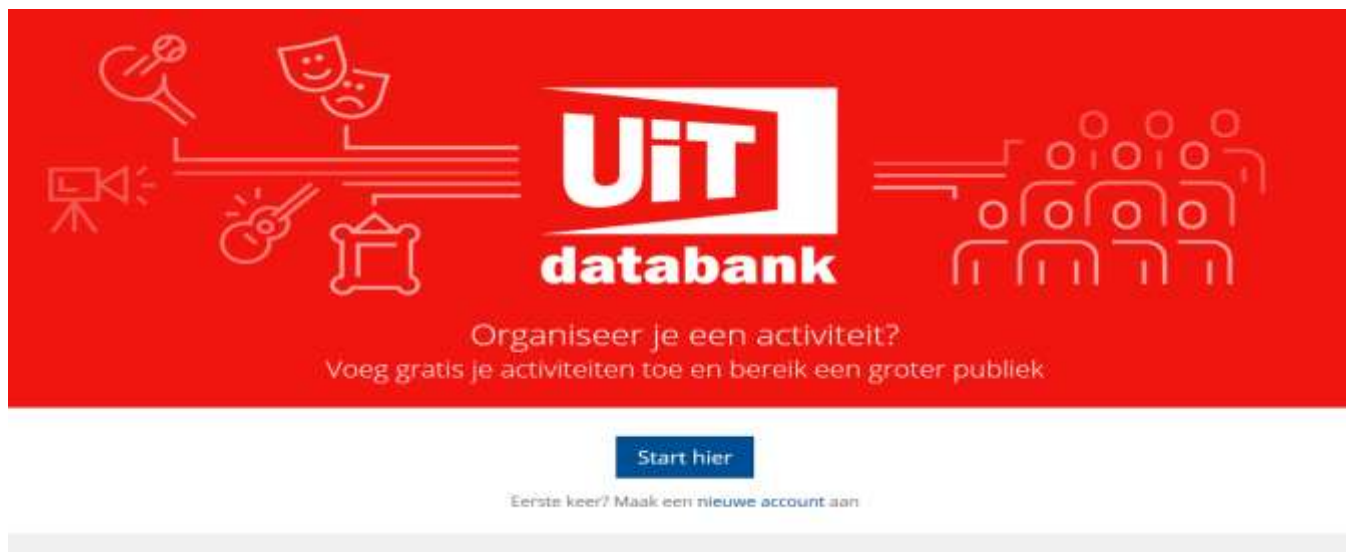 UiT
databank
Organiseer je een activiteit?
Voeg gratis je activiteiten toe en bereik een groter publiek
Start hier
Eerste keer? Maak een nieuwe account aan